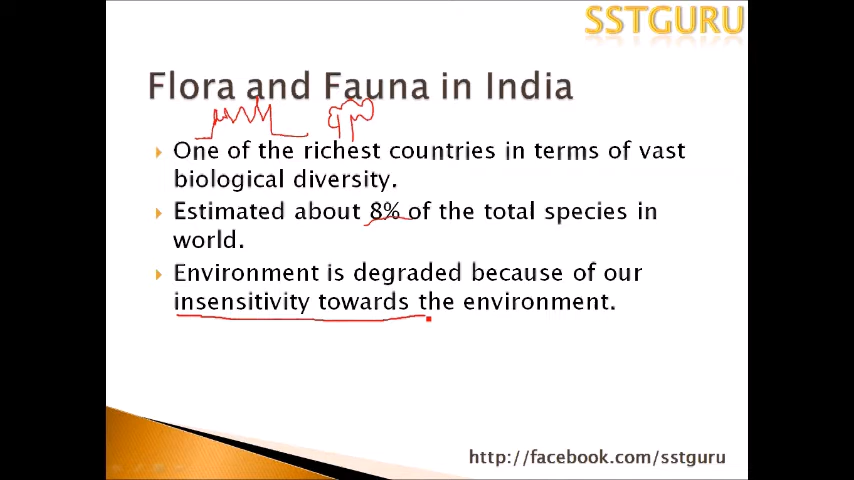 SSTGURU
Flora and Fauna in India
One of the richest countries in terms of vast
biological diversity.
Estimated about 8% of the total species in
world.
Environment is degraded because of our
insensitivity towards the environment.
http://facebook.com/sstguru